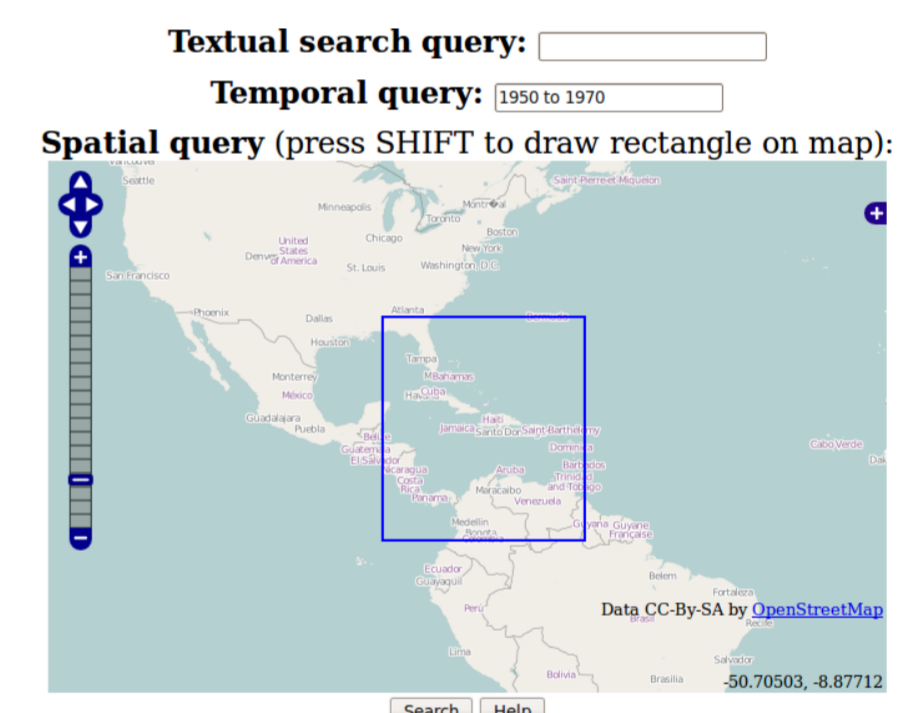 Textual search query:
Temporal query: 1950 to 1970
Spatial query (press SHIFT to draw rectangle on map):
Vancouver
Seattle
Saint-Pierre-et-Miquelon
Minneapolis
Montr�al
Toronto
Boston
Chicago
New York
United
States
of America
Denver
St. Louis
Washington, D.C.
San Francisco
Phoenix
Atlanta
Dallas
Bermuda
Houston
Tampa
Monterrey
Bahamas
México
Cuba
Guadalajara
Puebla
Haiti
Jamaica
Saint-Barthélemy
Belize
Cabo Verde
Guatemala
Dominica
El Salvador
Nicaragua
Aruba
Barbados
Costa
Rica
Trinidad
and Tobago
Panama
Maracaibo
Venezuela
Medellin
Guyana
Guyane
Française
Bogota
Colombia
Ecuador
Guayaquil
Belem
Fortaleza
Perú
Data CC-By-SA by OpenStreetMap
Brasil
Recife
Lima
Salvador
Bolivia
Brasilia
-50.70503, -8.87712
Search Help